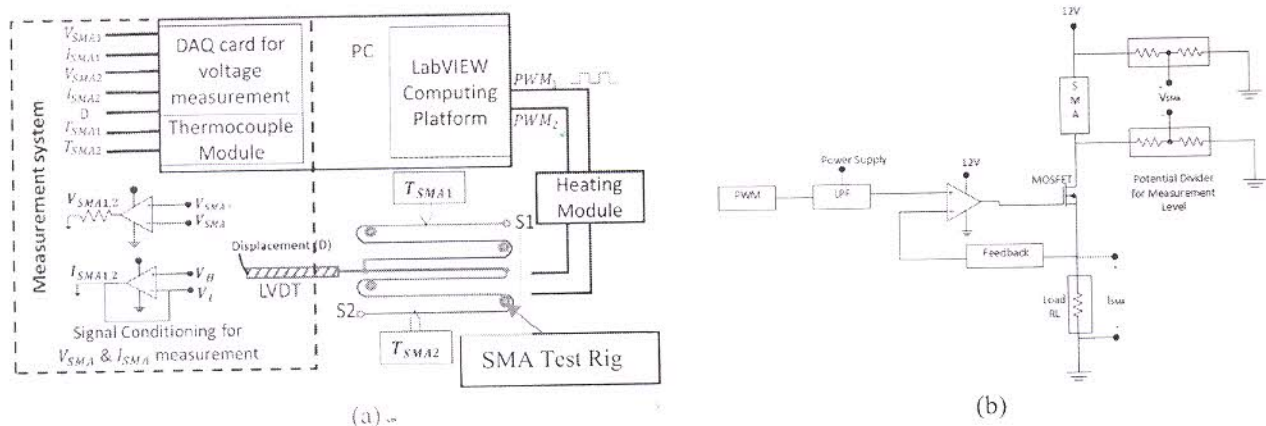 V_SMA1
I_SMA1
V_SMA2
I_SMA2
D
T_SMA1
T_SMA2
Measurement system
DAQ card for
voltage
measurement
Thermocouple
Module
PC
LabVIEW
Computing
Platform
PWM_1
PWM_2
Heating
Module
T_SMA1
S1
V_SMA1,2
V_SMA+
V_SMA
Displacement (D)
LVDT
I_SMA1,2
V_H
S2
T_SMA2
Signal Conditioning for
V_SMA & I_SMA measurement
SMA Test Rig
(a)
12V
S
M
A
V_SMA
Potential Divider
for Measurement
Level
Power Supply
12V
MOSFET
PWM
LPF
Feedback
Load
RL
I_SMA
(b)